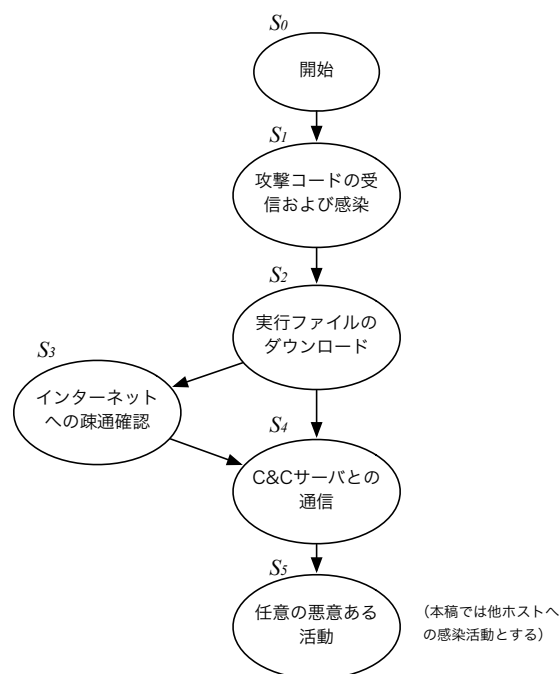 S0
開始
S1
攻撃コードの受
信および感染
S2
実行ファイルの
ダウンロード
S3
インターネット
への疎通確認
S4
C&Cサーバとの
通信
S5
任意の悪意ある
活動
(本稿では他ホストへ
の感染活動とする)